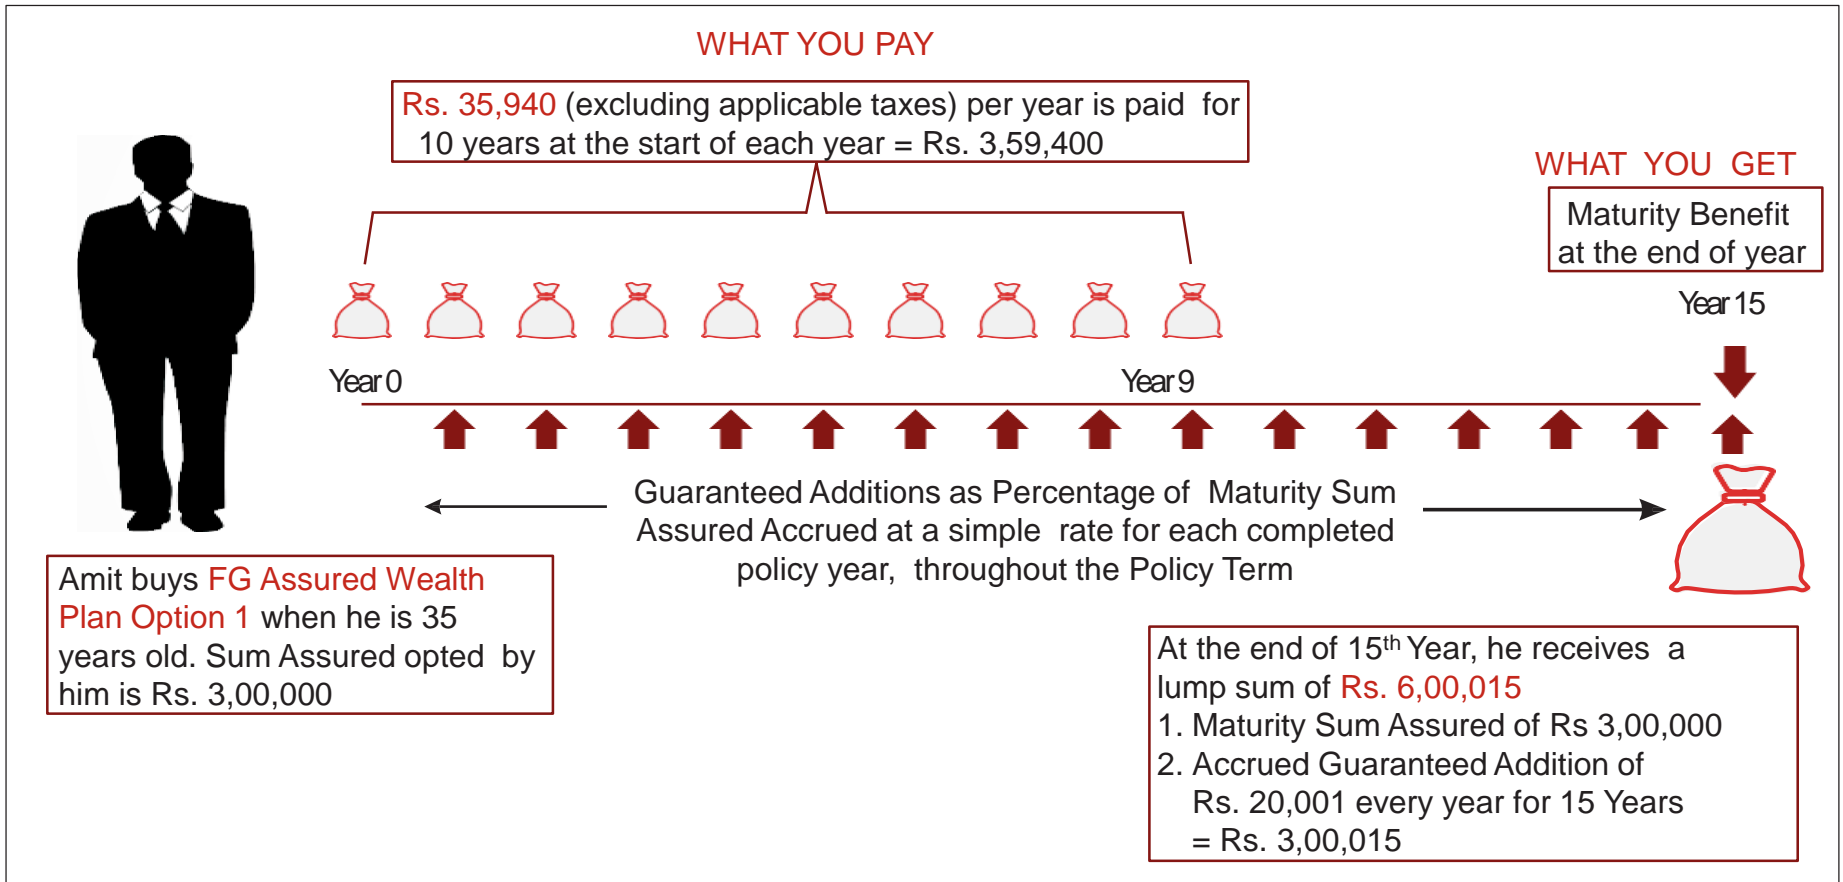 WHAT YOU PAY
Rs. 35,940 (excluding applicable taxes) per year is paid for
10 years at the start of each year = Rs. 3,59,400
WHAT YOU GET
Maturity Benefit
at the end of year
Year 15
Year 0
Year 9
Guaranteed Additions as Percentage of Maturity Sum
Assured Accrued at a simple rate for each completed
policy year, throughout the Policy Term
Amit buys FG Assured Wealth
Plan Option 1 when he is 35
years old. Sum Assured opted by
him is Rs. 3,00,000
At the end of 15th Year, he receives a
lump sum of Rs. 6,00,015
1. Maturity Sum Assured of Rs 3,00,000
2. Accrued Guaranteed Addition of
Rs. 20,001 every year for 15 Years
= Rs. 3,00,015